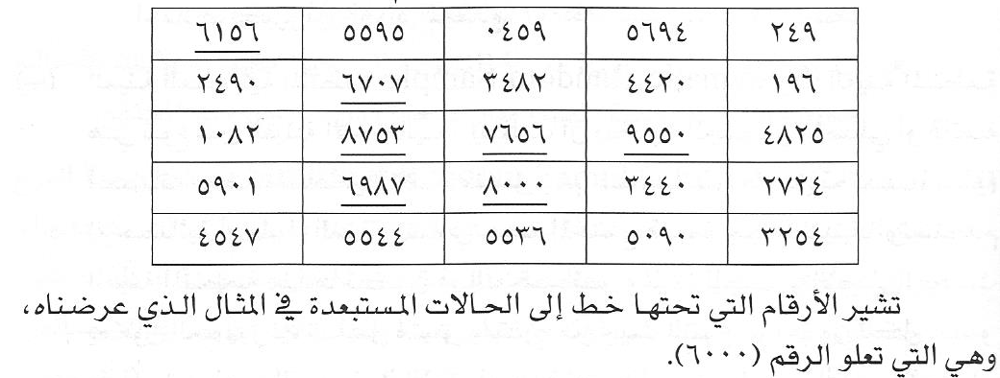 ٦١٥٦ ٥٥٩٥ ٠٤٥٩ ٥٦٩٤ ٢٤٩
٢٤٩٠ ٦٧٠٧ ٣٤٨٢ ٤٤٢٠ ١٩٦
١٠٨٢ ٨٧٥٣ ٧٦٥٦ ٩٥٥٠ ٤٨٢٥
٥٩٠١ ٦٩٨٧ ٨٠٠٥ ٣٤٤٠ ٢٧٢٤
٤٥٤٧ ٥٥٤٤ ٥٥٣٦ ٥٠٩٠ ٣٢٥٤
تشير الأرقام التي تحتها خط إلى الحالات المستبعدة في المثال الذي عرضناه،
وهي التي تعلو الرقم (٦٠٠٠).